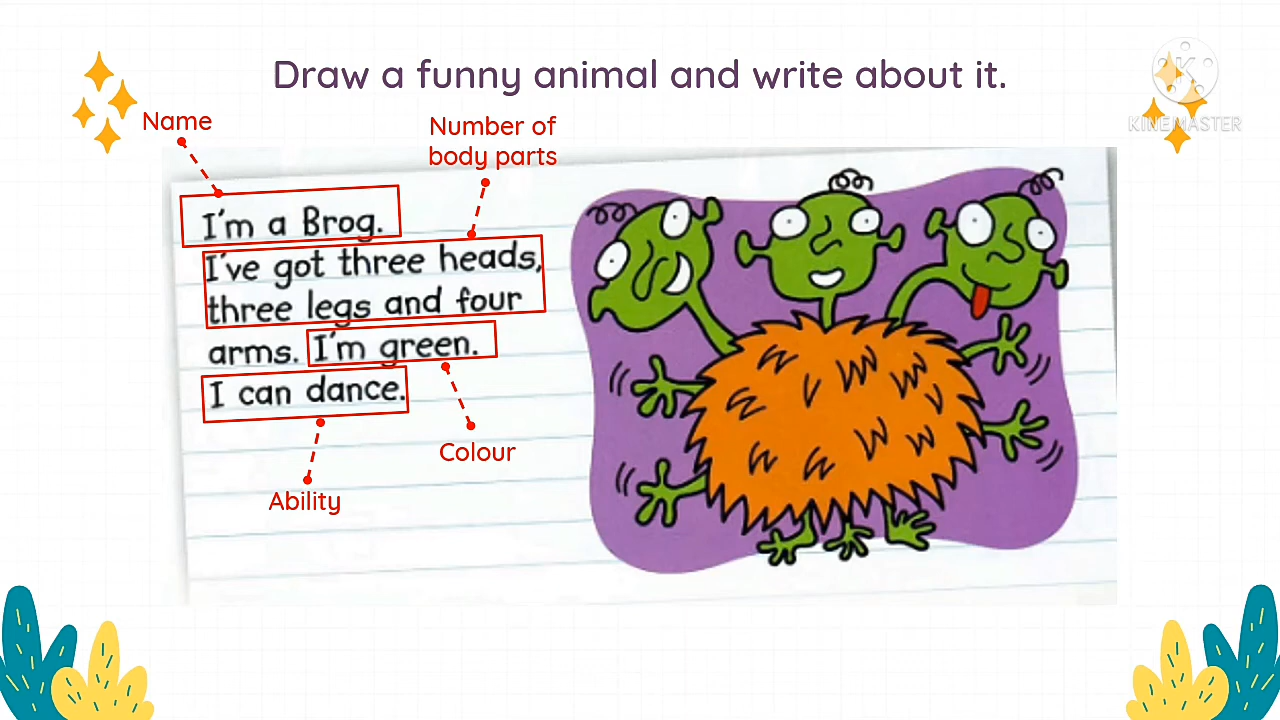 Draw a funny animal and write about it.
KINEMASTER
Name
Number of
body parts
I'm a Brog.
I've got three heads,
three legs and four
arms. I'm green.
I can dance.
Colour
Ability